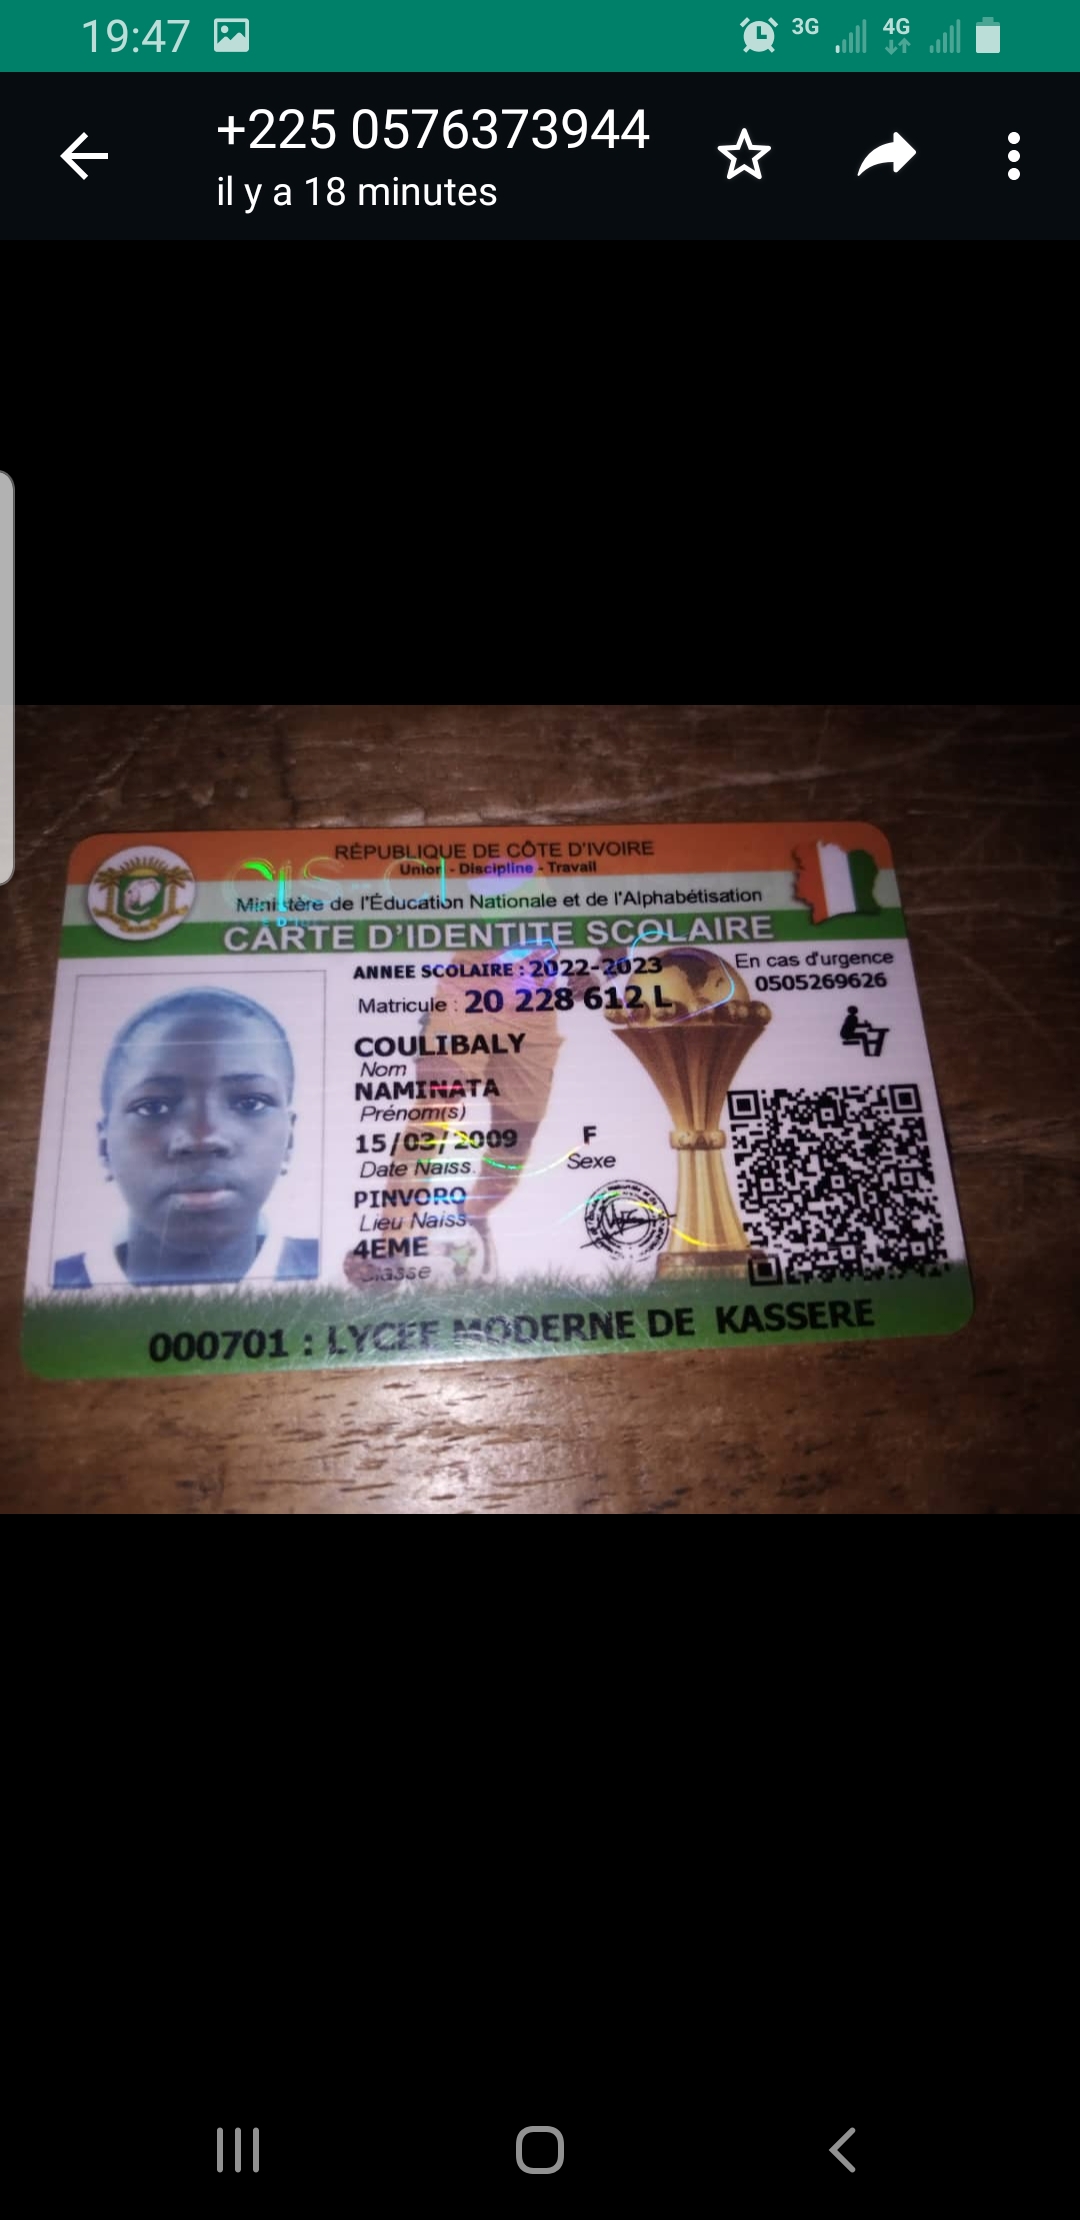 19:47
3G
4G
+225 0576373944
il y a 18 minutes
RÉPUBLIQUE DE CÔTE D'IVOIRE
Union - Discipline - Travail
Ministère de l'Éducation Nationale et de l'Alphabétisation
CARTE D'IDENTITE SCOLAIRE
ANNEE SCOLAIRE : 2022-2023
En cas d'urgence
0505269626
Matricule : 20 228 612 L
COULIBALY
Nom
NAMINATA
Prénom(s)
15/03/2009
Date Naiss.
F
Sexe
PINVORO
Lieu Naiss.
4EME
Classe
000701 : LYCEE MODERNE DE KASSERE